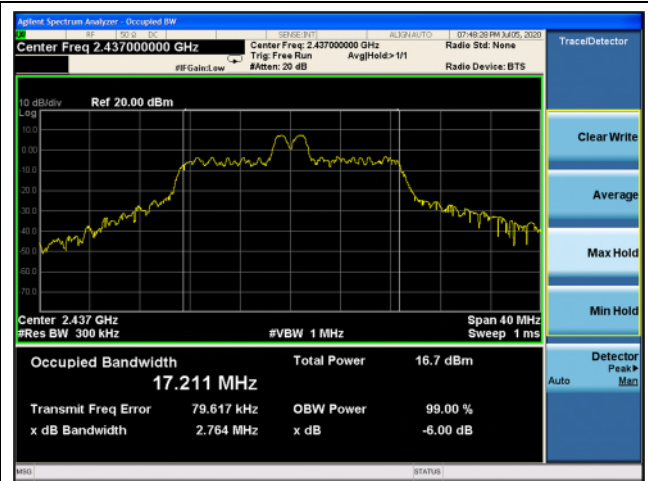 Agilent Spectrum Analyzer - Occupied BW
RF 50 Ω DC SENSE:INT ALIGNAUTO 07:48:28 PM Jul 05, 2020
Center Freq 2.437000000 GHz
Center Freq: 2.437000000 GHz
Radio Std: None
Trig: Free Run Avg|Hold:>1/1
#IFGain:Low
#Atten: 20 dB
Radio Device: BTS
Trace/Detector
10 dB/div Ref 20.00 dBm
Log
10.0
0.00
-10.0
-20.0
-30.0
-40.0
-50.0
-60.0
-70.0
Center 2.437 GHz
Span 40 MHz
#Res BW 300 kHz
#VBW 1 MHz
Sweep 1 ms
Occupied Bandwidth
17.211 MHz
Total Power 16.7 dBm
Transmit Freq Error 79.617 kHz
OBW Power 99.00 %
x dB Bandwidth 2.764 MHz
x dB -6.00 dB
Clear Write
Average
Max Hold
Min Hold
Detector
Peak▶
Auto Man
MSG
STATUS